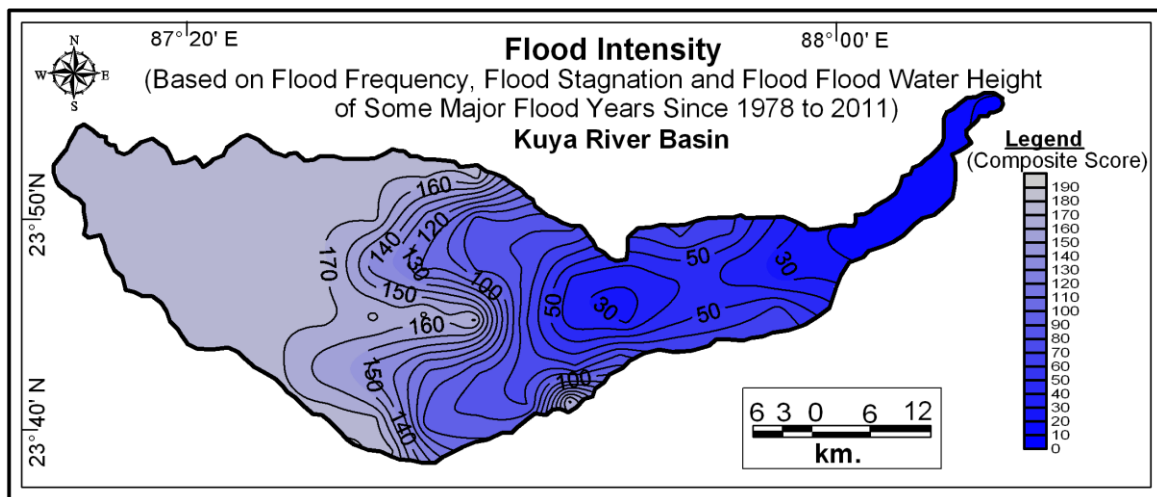 87°20' E
88°00' E
N
W
E
S
Flood Intensity
(Based on Flood Frequency, Flood Stagnation and Flood Flood Water Height
of Some Major Flood Years Since 1978 to 2011)
Kuya River Basin
Legend
(Composite Score)
190
180
170
160
150
140
130
120
110
100
90
80
70
60
50
40
30
20
10
0
23°50'N
23°40' N
160
120
140
130
170
150
100
160
50
30
50
30
50
150
140
100
6 3 0 6 12
km.